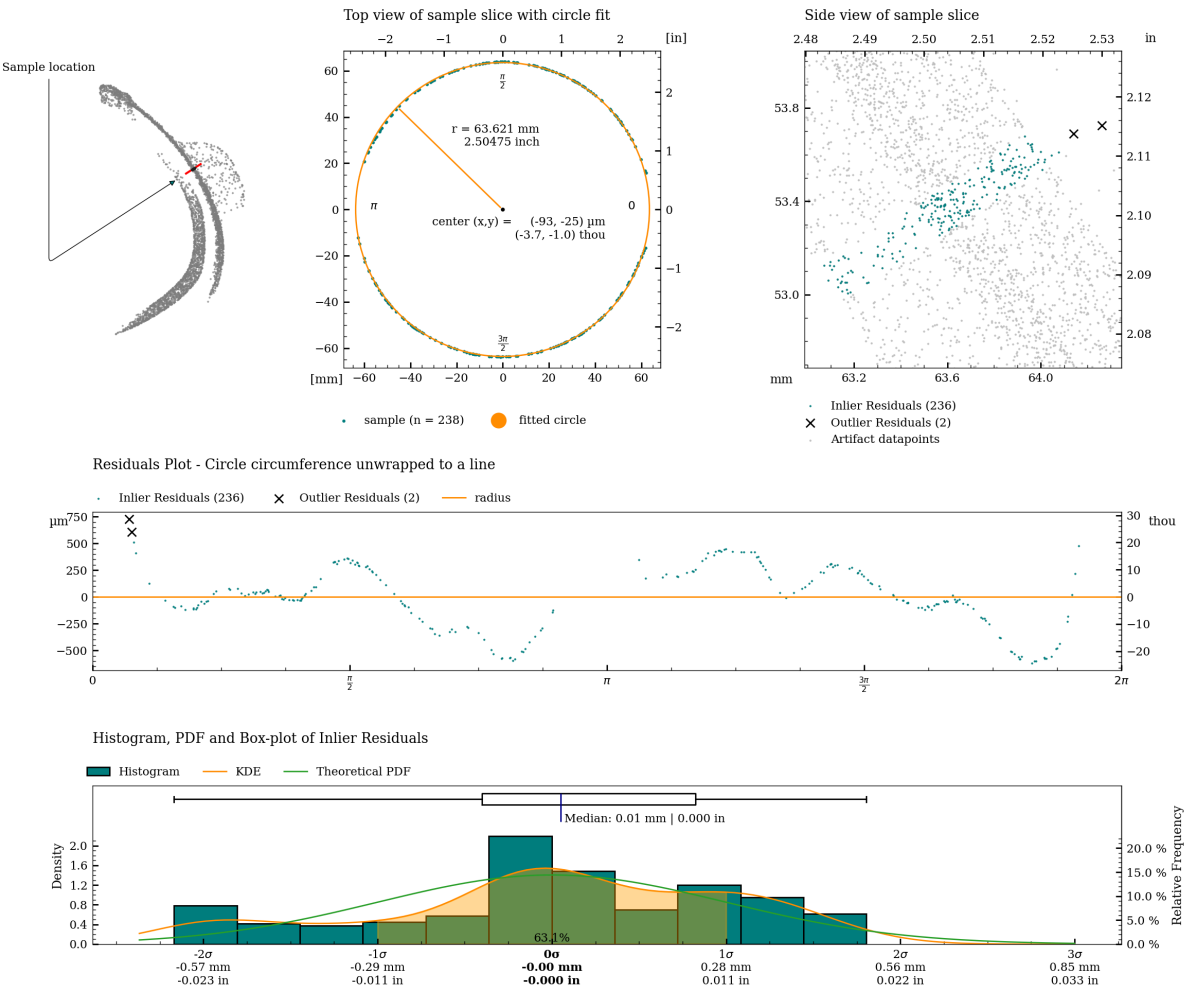 Top view of sample slice with circle fit
Side view of sample slice
−2 −1 0 1 2 [in]
2.48 2.49 2.50 2.51 2.52 2.53 in
Sample location
60 40 20 0 −20 −40 −60
π/2
2 1 0 −1 −2
r = 63.621 mm
2.50475 inch
π 0
center (x,y) = (-93, -25) µm
(-3.7, -1.0) thou
3π/2
[mm] −60 −40 −20 0 20 40 60
53.8 53.4 53.0
2.12 2.11 2.10 2.09 2.08
mm 63.2 63.6 64.0
sample (n = 238) fitted circle
Inlier Residuals (236)
Outlier Residuals (2)
Artifact datapoints
Residuals Plot - Circle circumference unwrapped to a line
Inlier Residuals (236) Outlier Residuals (2) radius
µm 750 500 250 0 −250 −500
30 20 10 0 −10 −20 thou
0 π/2 π 3π/2 2π
Histogram, PDF and Box-plot of Inlier Residuals
Histogram KDE Theoretical PDF
Median: 0.01 mm | 0.000 in
Density
2.0 1.6 1.2 0.8 0.4 0.0
20.0 % 15.0 % 10.0 % 5.0 % 0.0 %
Relative Frequency
63.1%
-2σ -1σ 0σ 1σ 2σ 3σ
-0.57 mm -0.29 mm -0.00 mm 0.28 mm 0.56 mm 0.85 mm
-0.023 in -0.011 in -0.000 in 0.011 in 0.022 in 0.033 in